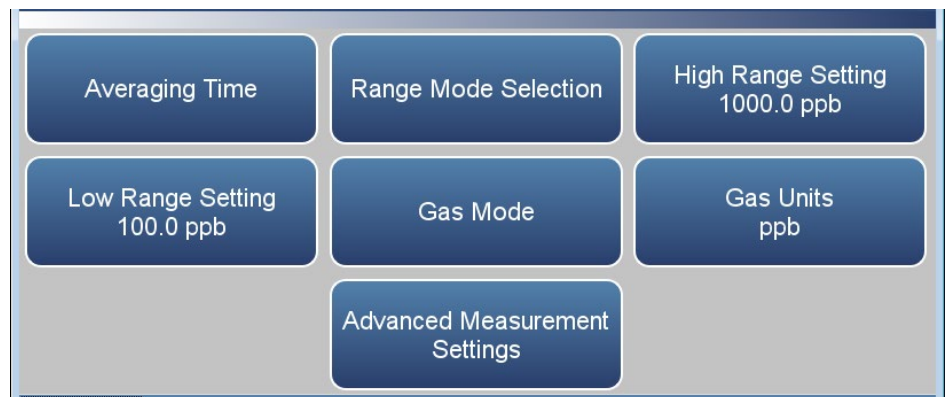 Averaging Time
Range Mode Selection
High Range Setting
1000.0 ppb
Low Range Setting
100.0 ppb
Gas Mode
Gas Units
ppb
Advanced Measurement
Settings